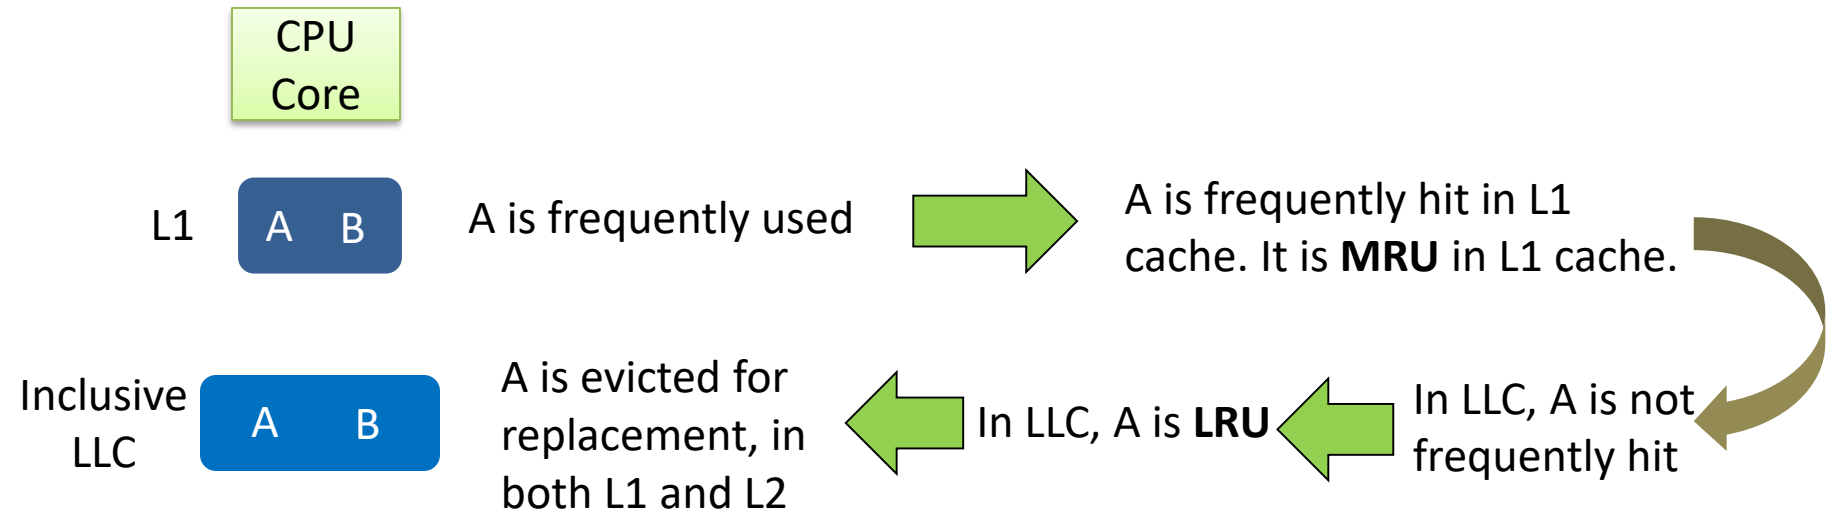 CPU
Core
L1
A B
A is frequently used
A is frequently hit in L1
cache. It is MRU in L1 cache.
Inclusive
LLC
A B
A is evicted for
replacement, in
both L1 and L2
In LLC, A is LRU
In LLC, A is not
frequently hit